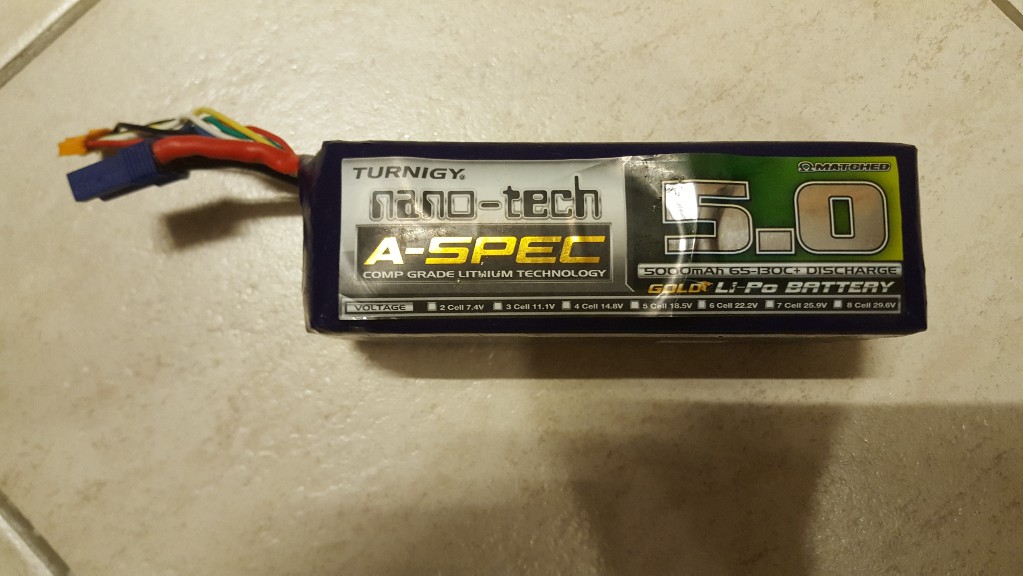 TURNIGY®
nano-tech
A-SPEC
COMP GRADE LITHIUM TECHNOLOGY
MATCHED
5.0
5000mAh 65-130C+ DISCHARGE
GOLD Li-Po BATTERY
VOLTAGE 2 Cell 7.4V 3 Cell 11.1V 4 Cell 14.8V 5 Cell 18.5V 6 Cell 22.2V 7 Cell 25.9V 8 Cell 29.6V